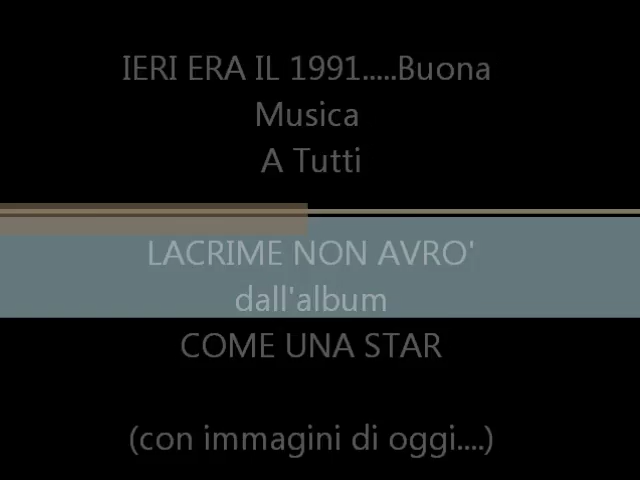 IERI ERA IL 1991.....Buona
Musica
A Tutti
LACRIME NON AVRO'
dall'album
COME UNA STAR
(con immagini di oggi....)